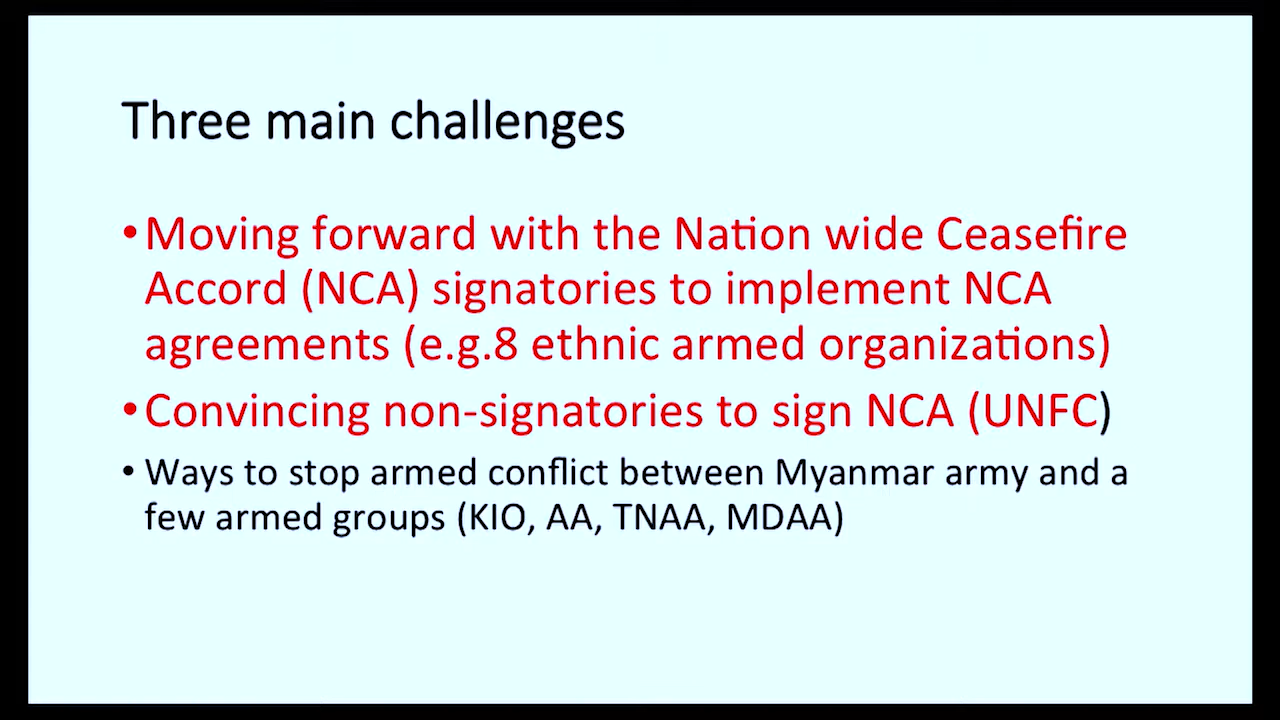 Three main challenges
•Moving forward with the Nation wide Ceasefire
Accord (NCA) signatories to implement NCA
agreements (e.g.8 ethnic armed organizations)
•Convincing non-signatories to sign NCA (UNFC)
• Ways to stop armed conflict between Myanmar army and a
few armed groups (KIO, AA, TNAA, MDAA)